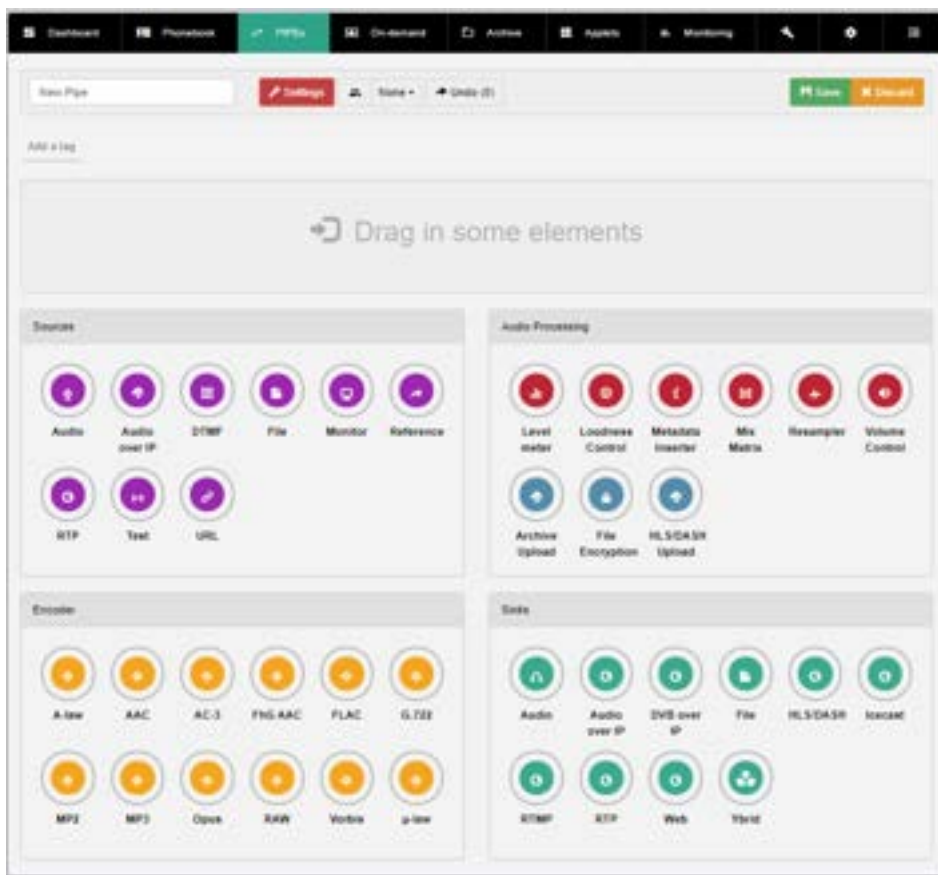 Dashboard Phonebook PIPEs On-demand Archive Applets Monitoring
New Pipe Settings None Undo (0) Save Discard
Add a tag
Drag in some elements
Sources
Audio
Audio over IP
DTMF
File
Monitor
Reference
RTP
Text
URL
Audio Processing
Level meter
Loudness Control
Metadata Inserter
Mix Matrix
Resampler
Volume Control
Archive Upload
File Encryption
HLS/DASH Upload
Encoder
A-law
AAC
AC-3
FhG AAC
FLAC
G.722
MP2
MP3
Opus
RAW
Vorbis
µ-law
Sinks
Audio
Audio over IP
DVB over IP
File
HLS/DASH
Icecast
RTMP
RTP
Web
Ybrid